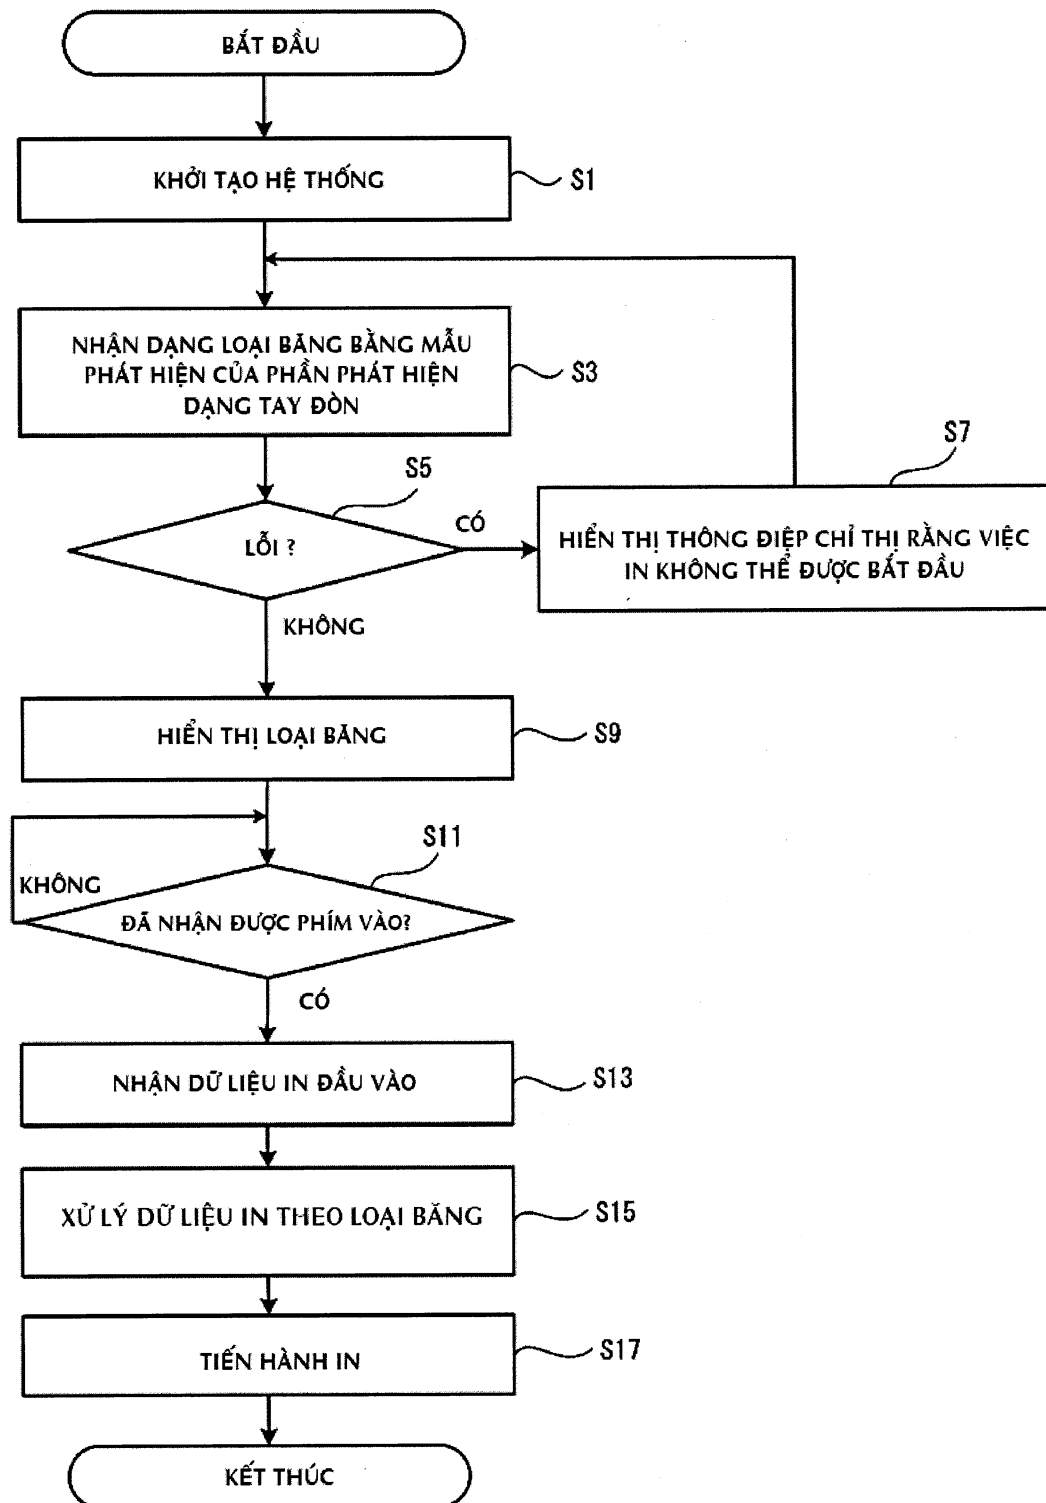 BẮT ĐẦU
KHỞI TẠO HỆ THỐNG
S1
NHẬN DẠNG LOẠI BĂNG BẰNG MẪU
PHÁT HIỆN CỦA PHẦN PHÁT HIỆN
DẠNG TAY ĐÒN
S3
S5
LỖI ?
CÓ
S7
HIỂN THỊ THÔNG ĐIỆP CHỈ THỊ RẰNG VIỆC
IN KHÔNG THỂ ĐƯỢC BẮT ĐẦU
KHÔNG
HIỂN THỊ LOẠI BĂNG
S9
S11
KHÔNG
ĐÃ NHẬN ĐƯỢC PHÍM VÀO?
CÓ
NHẬN DỮ LIỆU IN ĐẦU VÀO
S13
XỬ LÝ DỮ LIỆU IN THEO LOẠI BĂNG
S15
TIẾN HÀNH IN
S17
KẾT THÚC